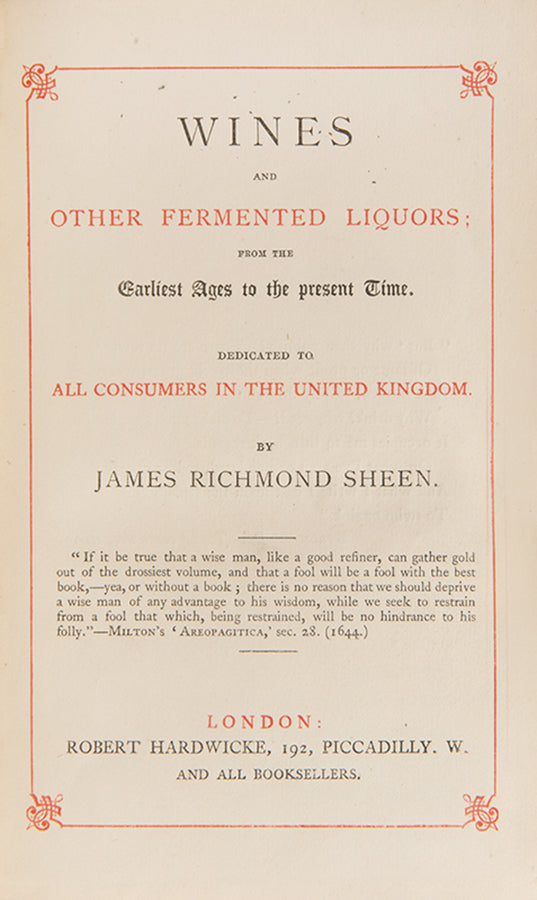 WINES
AND
OTHER FERMENTED LIQUORS;
FROM THE
Earliest Ages to the present Time.
DEDICATED TO
ALL CONSUMERS IN THE UNITED KINGDOM.
BY
JAMES RICHMOND SHEEN.
“If it be true that a wise man, like a good refiner, can gather gold
out of the drossiest volume, and that a fool will be a fool with the best
book,—yea, or without a book; there is no reason that we should deprive
a wise man of any advantage to his wisdom, while we seek to restrain
from a fool that which, being restrained, will be no hindrance to his
folly.”—MILTON'S ‘AREOPAGITICA,’ sec. 28. (1644.)
LONDON:
ROBERT HARDWICKE, 192, PICCADILLY. W.
AND ALL BOOKSELLERS.